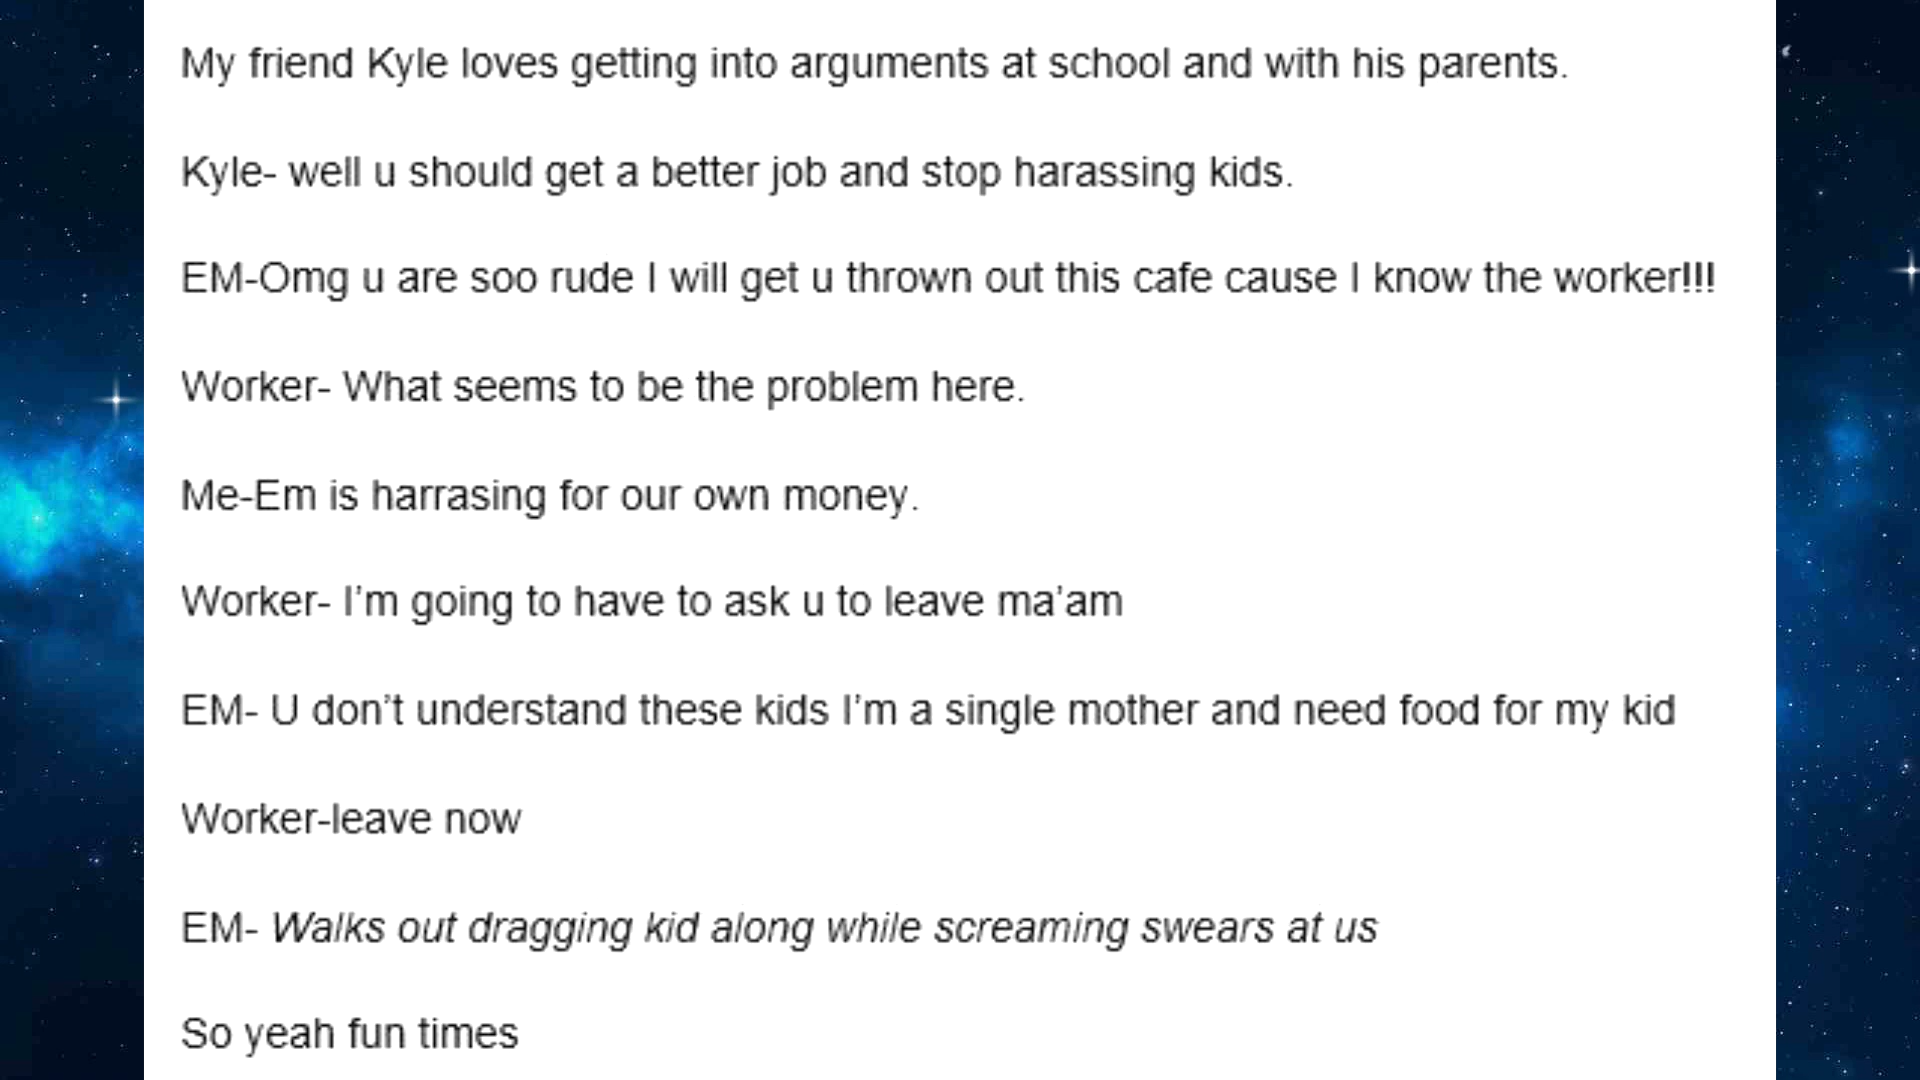 My friend Kyle loves getting into arguments at school and with his parents.
Kyle- well u should get a better job and stop harassing kids.
EM-Omg u are soo rude I will get u thrown out this cafe cause I know the worker!!!
Worker- What seems to be the problem here.
Me-Em is harrasing for our own money.
Worker- I’m going to have to ask u to leave ma’am
EM- U don’t understand these kids I’m a single mother and need food for my kid
Worker-leave now
EM- Walks out dragging kid along while screaming swears at us
So yeah fun times